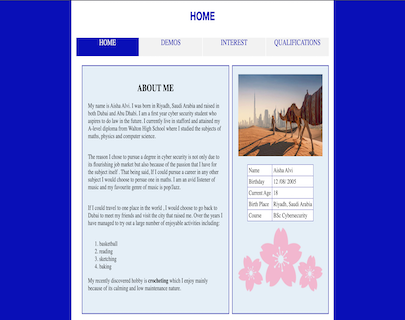 HOME
HOME DEMOS INTEREST QUALIFICATIONS
ABOUT ME
My name is Aisha Alvi. I was born in Riyadh, Saudi Arabia and raised in
both Dubai and Abu Dhabi. I am a first year cyber security student who
aspires to do law in the future. I currently live in stafford and attained my
A-level diploma from Walton High School where I studied the subjects of
maths, physics and computer science.
The reason I chose to pursue a degree in cyber security is not only due to
its flourishing job market but also because of the passion that I have for
the subject itself . That being said, If I could pursue a career in any other
subject I would choose to persue one in maths. I am an avid listener of
music and my favourite genre of music is pop/Jazz.
If I could travel to one place in the world , I would choose to go back to
Dubai to meet my friends and visit the city that raised me. Over the years I
have managed to try out a large number of enjoyable activities including:
1. basketball
2. reading
3. sketching
4. baking
My recently discovered hobby is crocheting which I enjoy mainly
because of its calming and low maintenance nature.
Name Aisha Alvi
Birthday 12 /08/ 2005
Current Age 18
Birth Place Riyadh, Saudi Arabia
Course BSc Cybersecurity